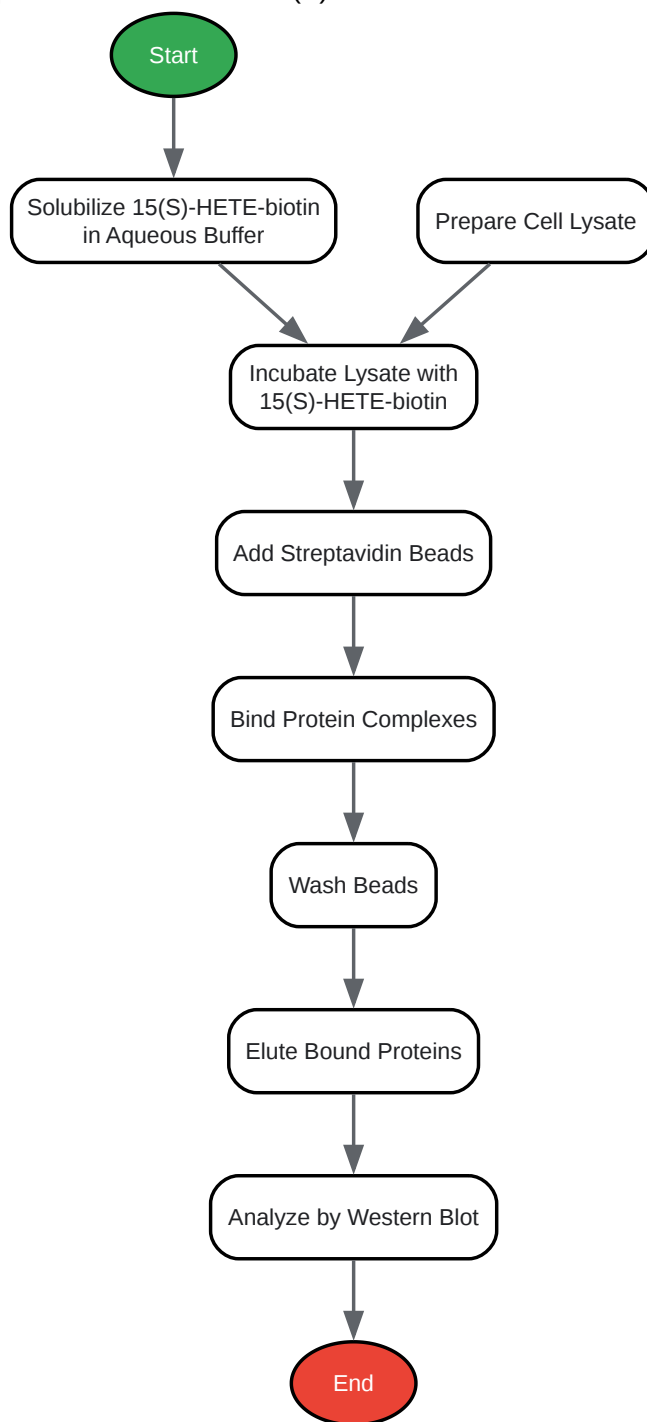 Start
Solubilize 15(S)-HETE-biotin
in Aqueous Buffer
Prepare Cell Lysate
Incubate Lysate with
15(S)-HETE-biotin
Add Streptavidin Beads
Bind Protein Complexes
Wash Beads
Elute Bound Proteins
Analyze by Western Blot
End